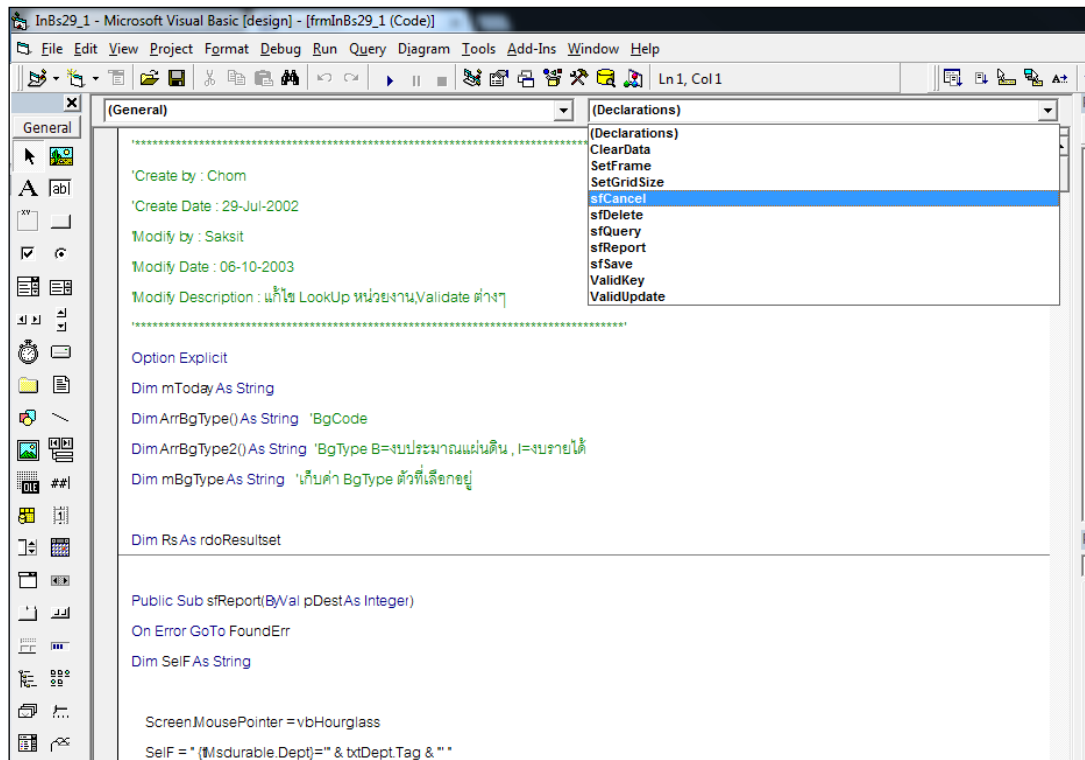 InBs29_1 - Microsoft Visual Basic [design] - [frmInBs29_1 (Code)]
File Edit View Project Format Debug Run Query Diagram Tools Add-Ins Window Help
Ln 1, Col 1
General
(General)
(Declarations)
(Declarations)
ClearData
SetFrame
SetGridSize
sfCancel
sfDelete
sfQuery
sfReport
sfSave
ValidKey
ValidUpdate
'Create by : Chom
'Create Date : 29-Jul-2002
'Modify by : Saksit
'Modify Date : 06-10-2003
'Modify Description : แก้ไข LookUp หน่วยงาน,Validate ต่างๆ
Option Explicit
Dim mToday As String
Dim ArrBgType() As String 'BgCode
Dim ArrBgType2() As String 'BgType B=งบประมาณแผ่นดิน , I=งบรายได้
Dim mBgType As String 'เก็บค่า BgType ตัวที่เลือกอยู่
Dim Rs As rdoResultset
Public Sub sfReport(ByVal pDest As Integer)
On Error GoTo FoundErr
Dim SelF As String
Screen.MousePointer = vbHourglass
SelF = " {tMsdurable.Dept}='" & txtDept.Tag & "' "